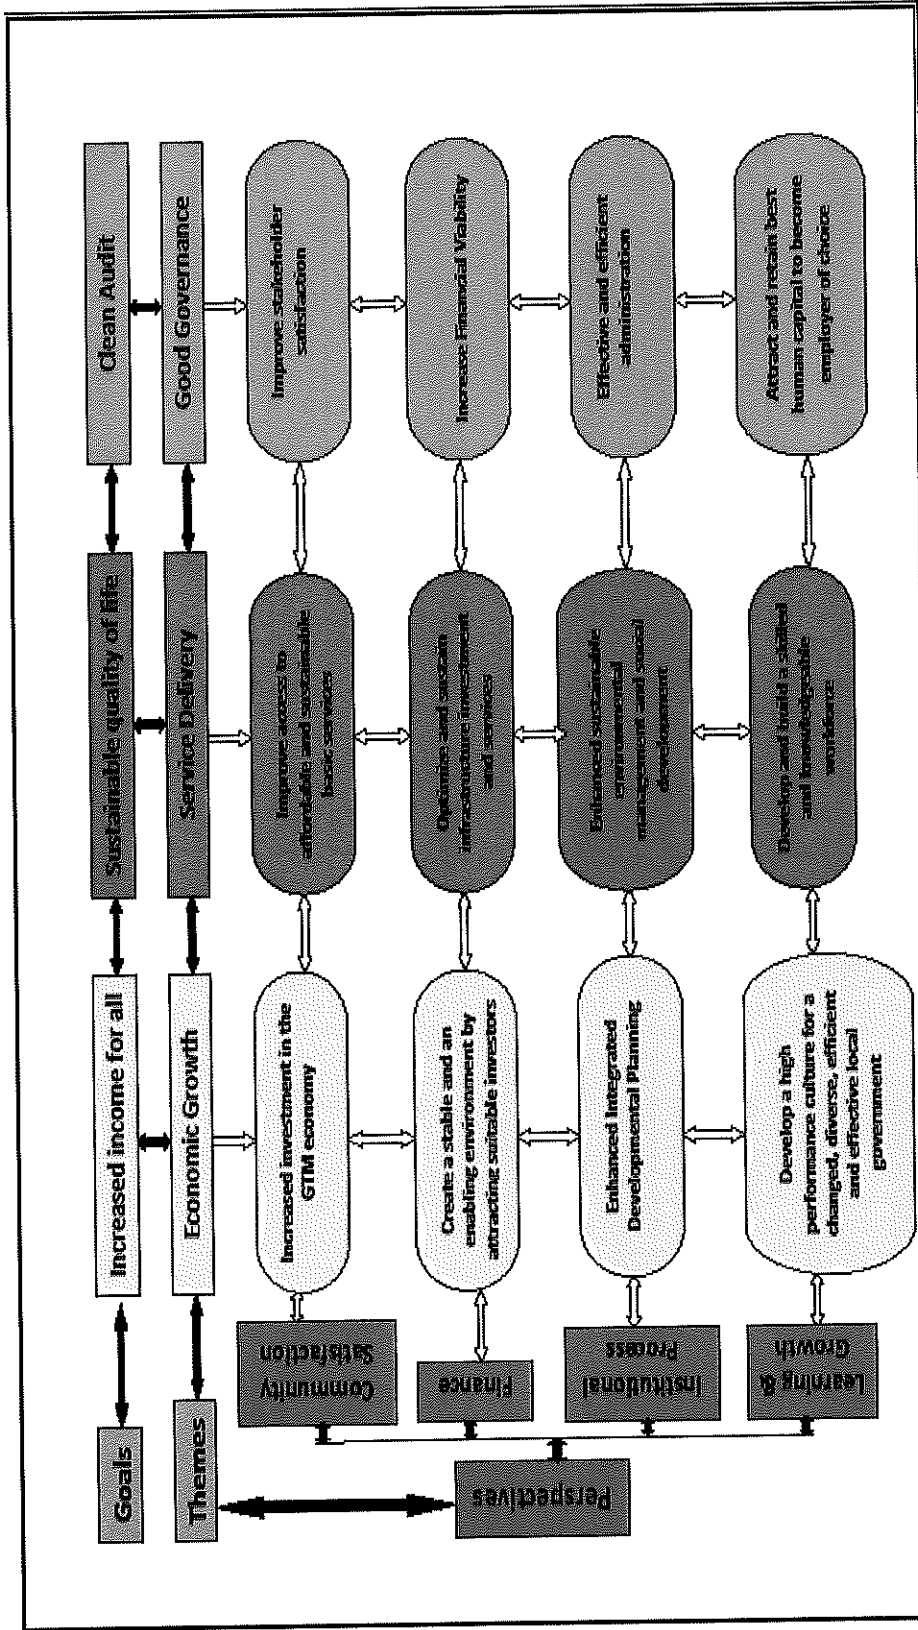 Goals
Increased income for all
Sustainable quality of life
Clean Audit
Themes
Economic Growth
Service Delivery
Good Governance
Perspectives
Community
Satisfaction
Increased investment in the
GTM economy
Improve access to
affordable and sustainable
basic services
Improve stakeholder
satisfaction
Finance
Create a stable and an
enabling environment by
attracting suitable investors
Optimise and sustain
infrastructure investment
and services
Increase Financial Viability
Institutional
Process
Enhanced Integrated
Developmental Planning
Enhanced sustainable
environmental
management and social
development
Effective and efficient
administration
Learning &
Growth
Develop a high
performance culture for a
changed, diverse, efficient
and effective local
government
Develop and build a skilled
and knowledgeable
workforce
Attract and retain best
human capital to become
employer of choice